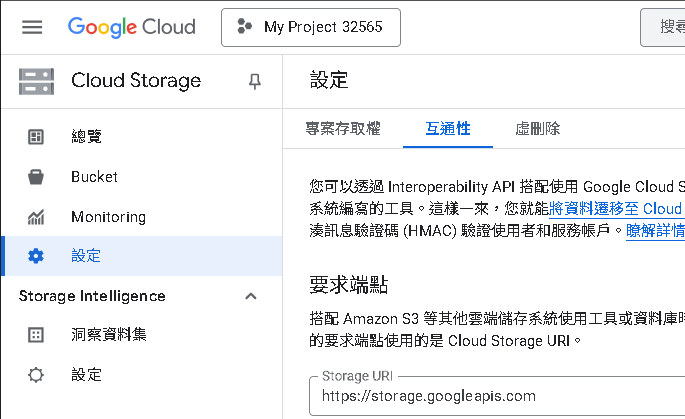 Google Cloud
My Project 32565
搜尋
Cloud Storage
設定
專案存取權
互通性
虛刪除
總覽
Bucket
Monitoring
設定
Storage Intelligence
洞察資料集
設定
您可以透過 Interoperability API 搭配使用 Google Cloud S
系統編寫的工具。這樣一來，您就能將資料遷移至 Cloud
湊訊息驗證碼 (HMAC) 驗證使用者和服務帳戶。瞭解詳情
要求端點
搭配 Amazon S3 等其他雲端儲存系統使用工具或資料庫時
的要求端點使用的是 Cloud Storage URI。
Storage URI
https://storage.googleapis.com